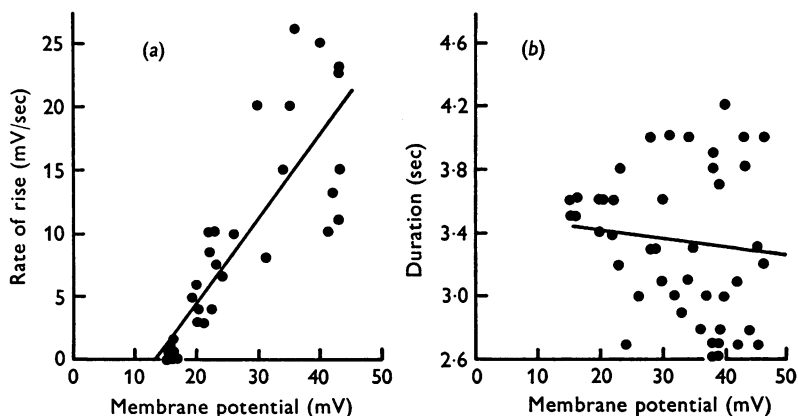 (a)
Rate of rise (mV/sec)
25
20
15
10
5
0
0 10 20 30 40 50
Membrane potential (mV)
(b)
Duration (sec)
4·6
4·2
3·8
3·4
3·0
2·6
0 10 20 30 40 50
Membrane potential (mV)